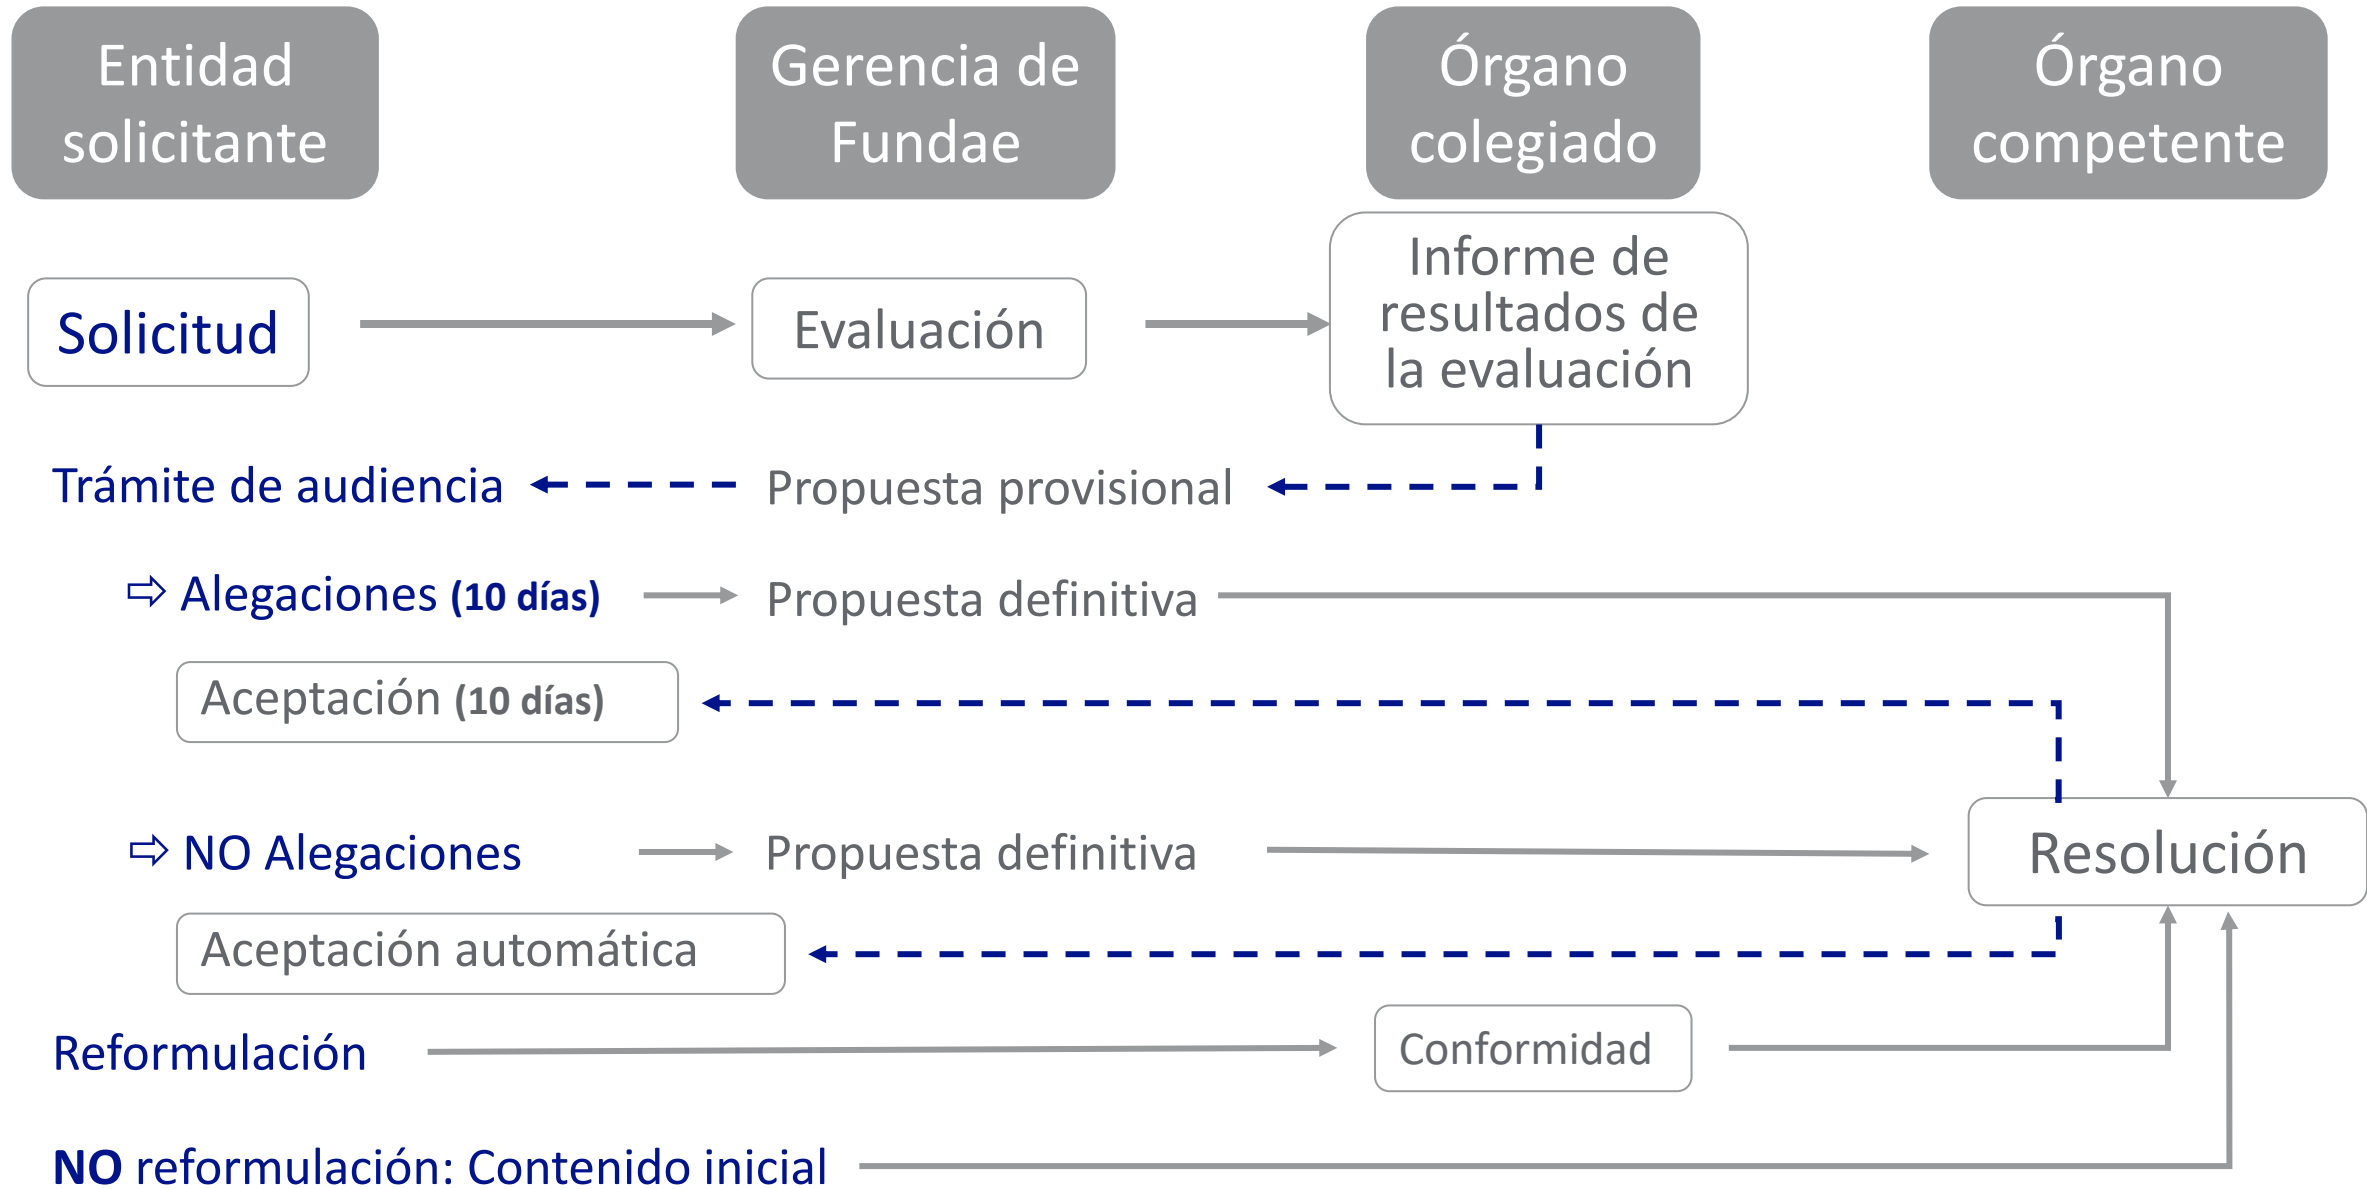 Entidad
solicitante
Gerencia de
Fundae
Órgano
colegiado
Órgano
competente
Solicitud
Evaluación
Informe de
resultados de
la evaluación
Trámite de audiencia
Propuesta provisional
Alegaciones (10 días)
Propuesta definitiva
Aceptación (10 días)
NO Alegaciones
Propuesta definitiva
Resolución
Aceptación automática
Reformulación
Conformidad
NO reformulación: Contenido inicial